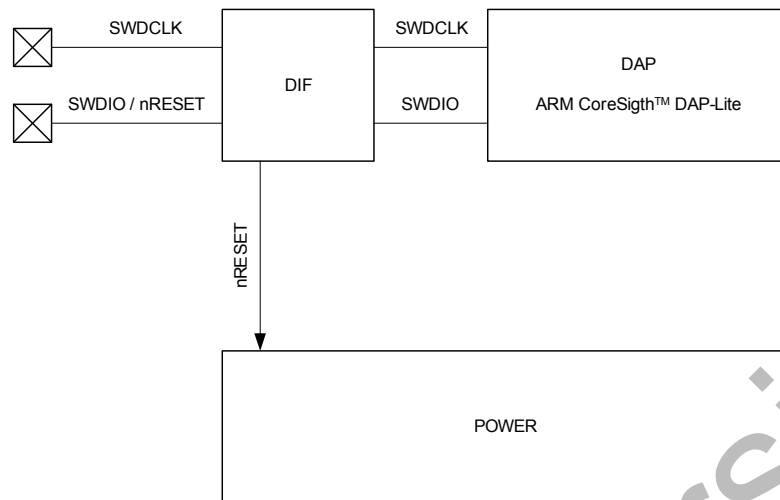 SWDCLK
SWDCLK
DIF
DAP
SWDIO / nRESET
SWDIO
ARM CoreSigth™ DAP-Lite
nRESET
POWER